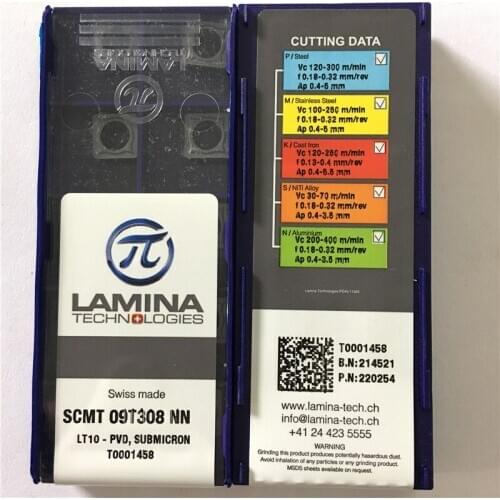 LAMINA
TECHNOLOGIES
π
LAMINA
TECHNOLOGIES
Swiss made
SCMT 09T308 NN
LT10 - PVD, SUBMICRON
T0001458
CUTTING DATA
P / Steel
Vc 120-300 m/min
f 0.18-0.32 mm/rev
Ap 0.4-5 mm
M / Stainless Steel
Vc 100-250 m/min
f 0.18-0.32 mm/rev
Ap 0.4-5 mm
K / Cast Iron
Vc 120-250 m/min
f 0.13-0.4 mm/rev
Ap 0.4-5.5 mm
S / NiTi Alloy
Vc 30-70 m/min
f 0.18-0.32 mm/rev
Ap 0.4-3.5 mm
N / Aluminium
Vc 200-400 m/min
f 0.18-0.32 mm/rev
Ap 0.4-3.5 mm
T0001458
B.N: 214521
P.N: 220254
www.lamina-tech.ch
info@lamina-tech.ch
+41 24 423 5555
WARNING
Grinding this product produces potentially hazardous dust.
Avoid inhalation of any particles or any grinding product.
MSDS sheets available on request.